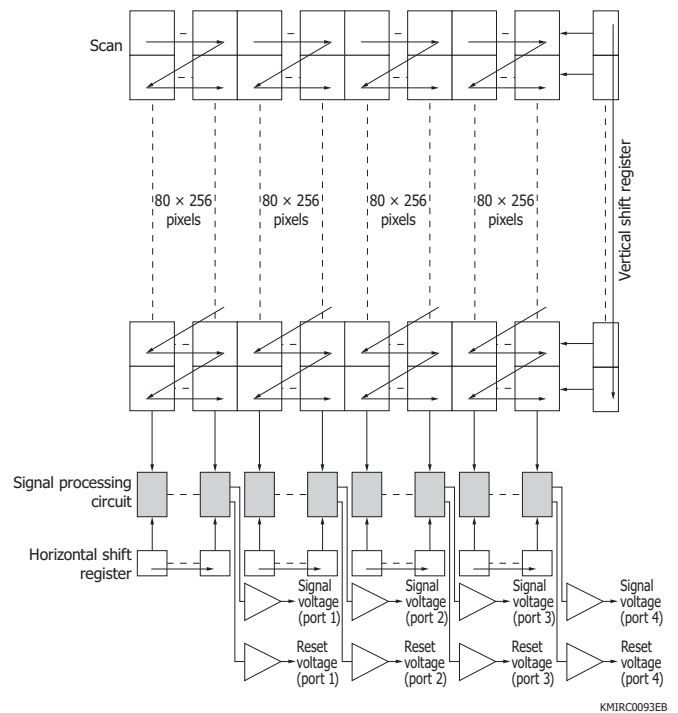 Scan
80 × 256
pixels
80 × 256
pixels
80 × 256
pixels
80 × 256
pixels
Vertical shift register
Signal processing
circuit
Horizontal shift
register
Signal
voltage
(port 1)
Signal
voltage
(port 2)
Signal
voltage
(port 3)
Signal
voltage
(port 4)
Reset
voltage
(port 1)
Reset
voltage
(port 2)
Reset
voltage
(port 3)
Reset
voltage
(port 4)
KMIRC0093EB